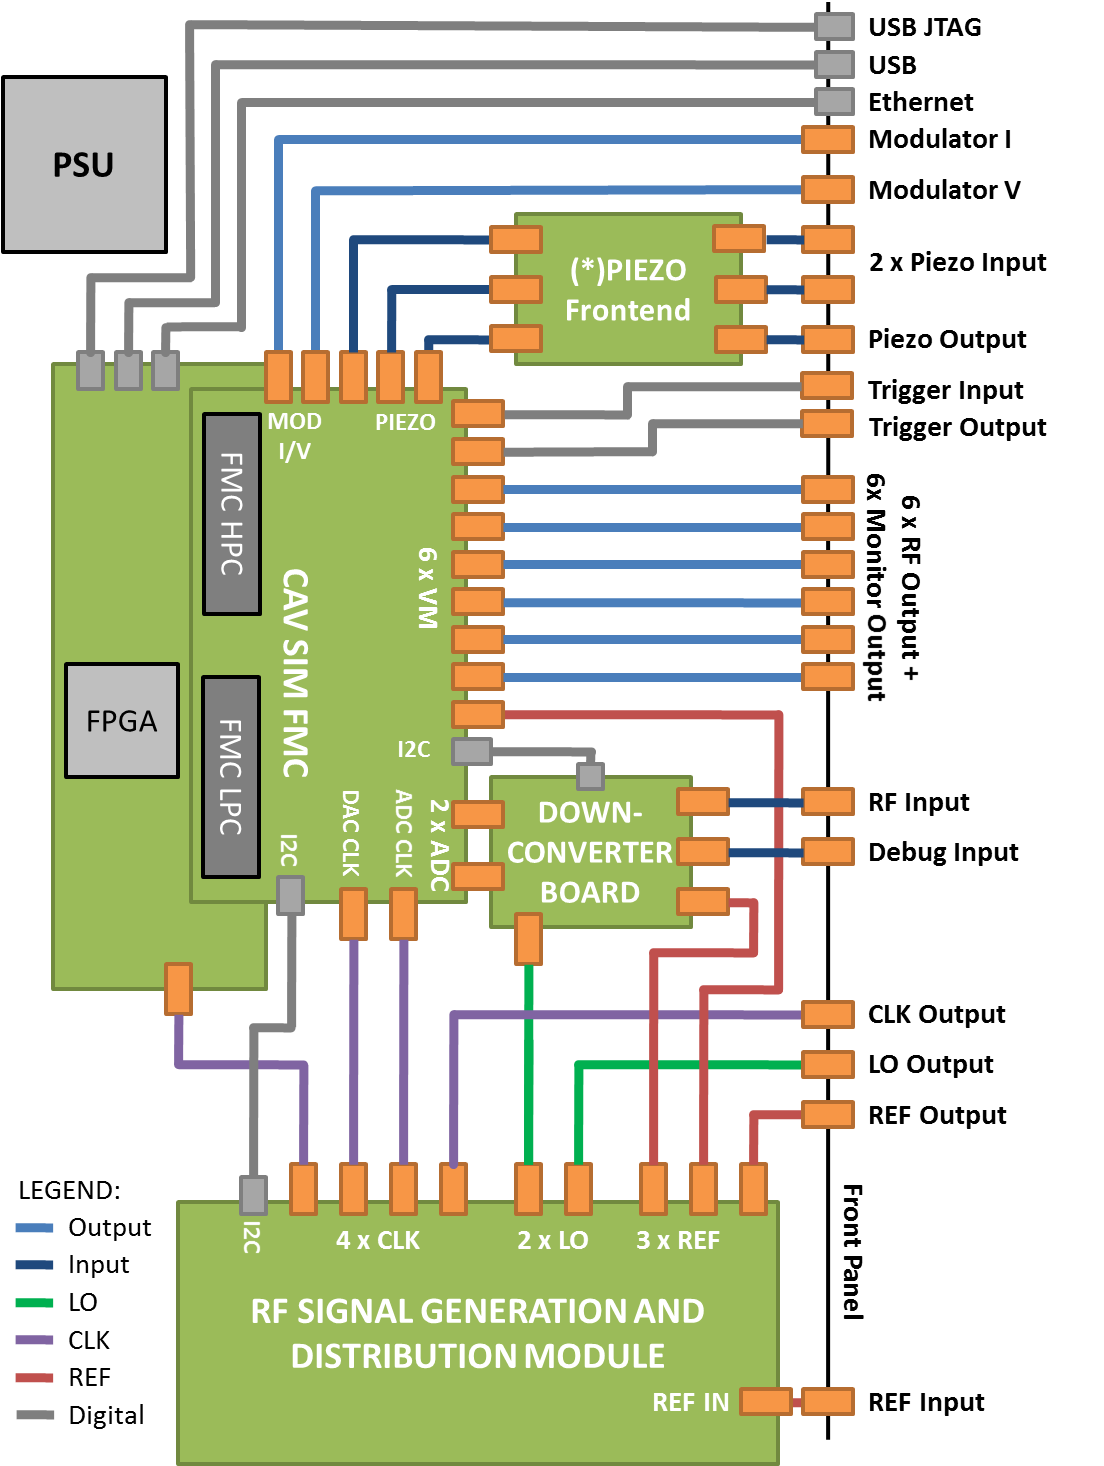 USB JTAG
USB
Ethernet
Modulator I
PSU
Modulator V
(*)PIEZO
Frontend
2 x Piezo Input
Piezo Output
Trigger Input
Trigger Output
MOD
I/V
PIEZO
FMC HPC
CAV SIM FMC
6 x VM
6 x RF Output +
6x Monitor Output
FPGA
FMC LPC
I2C
I2C
DAC CLK
ADC CLK
2 x ADC
DOWN-
CONVERTER
BOARD
RF Input
Debug Input
CLK Output
LO Output
REF Output
Front Panel
LEGEND:
Output
Input
LO
CLK
REF
Digital
I2C
4 x CLK
2 x LO
3 x REF
RF SIGNAL GENERATION AND
DISTRIBUTION MODULE
REF IN
REF Input